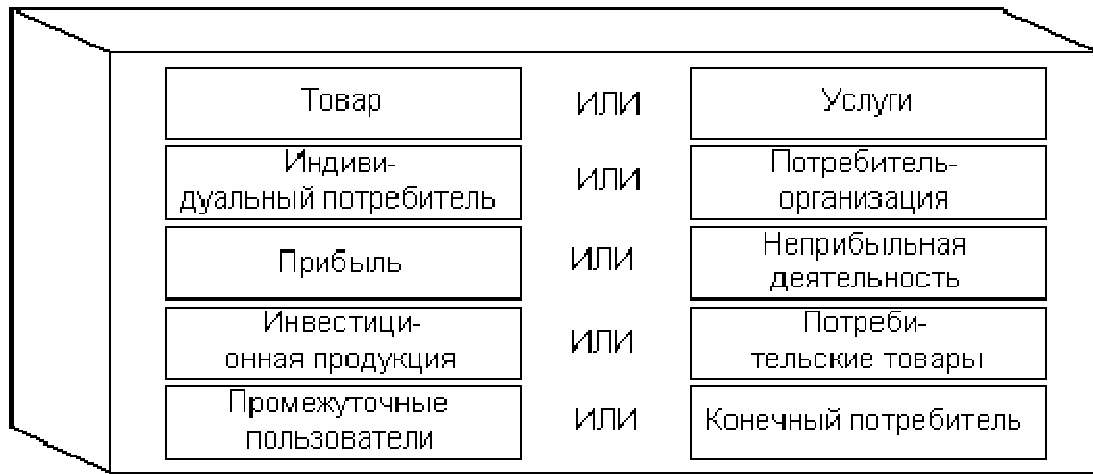 Товар ИЛИ Услуги
Индиви- ИЛИ Потребитель-
дуальный потребитель организация
Прибыль ИЛИ Неприбыльная
деятельность
Инвестици- ИЛИ Потреби-
онная продукция тельские товары
Промежуточные ИЛИ Конечный потребитель
пользователи